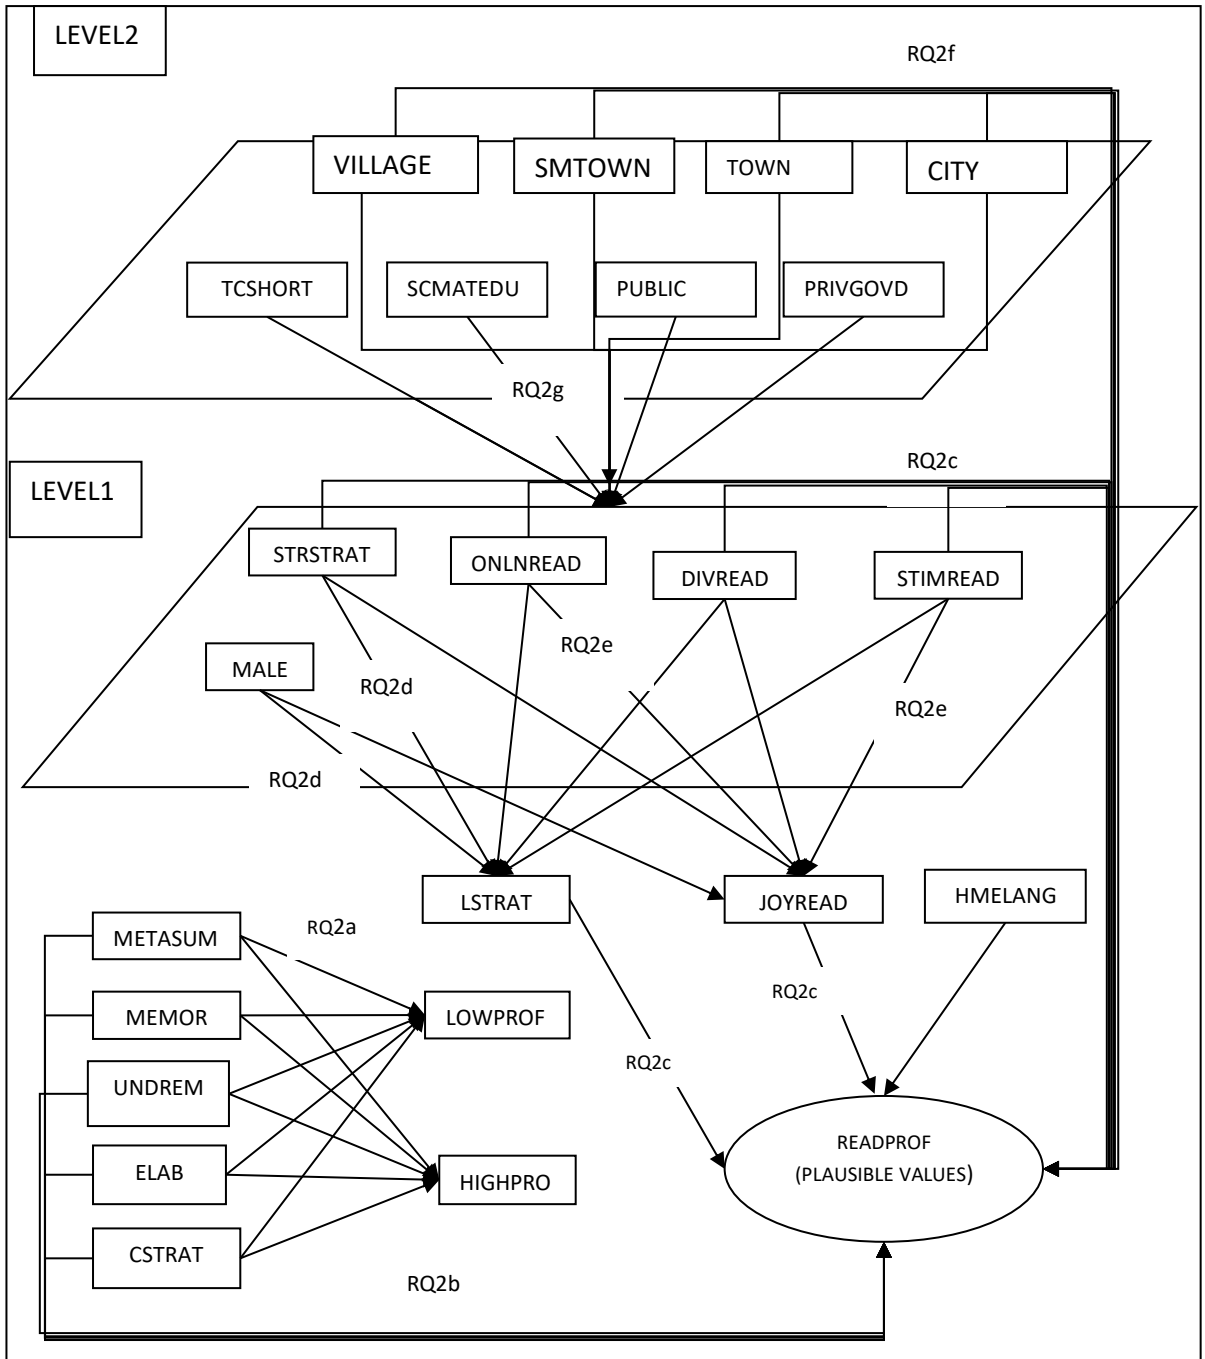 LEVEL2
RQ2f
VILLAGE
SMTOWN
TOWN
CITY
TCSHORT
SCMATEDU
PUBLIC
PRIVGOVD
RQ2g
RQ2c
LEVEL1
STRSTRAT
ONLNREAD
DIVREAD
STIMREAD
RQ2e
MALE
RQ2d
RQ2e
RQ2d
LSTRAT
JOYREAD
HMELANG
METASUM
RQ2a
RQ2c
MEMOR
LOWPROF
RQ2c
UNDREM
READPROF
(PLAUSIBLE VALUES)
ELAB
HIGHPRO
CSTRAT
RQ2b